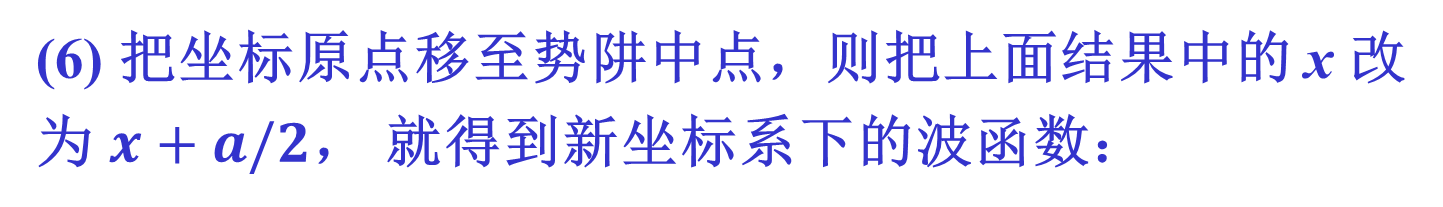 (6) 把坐标原点移至势阱中点，则把上面结果中的 x 改
为 x + a/2， 就得到新坐标系下的波函数：